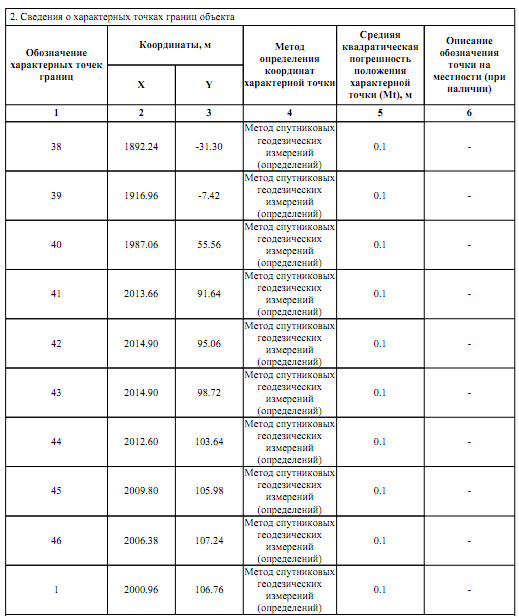 2. Сведения о характерных точках границ объекта
Обозначение
характерных точек
границ
Координаты, м
X
Y
Метод
определения
координат
характерной точки
Средняя
квадратическая
погрешность
положения
характерной
точки (Mt), м
Описание
обозначения
точки на
местности (при
наличии)
1 2 3 4 5 6
38 1892.24 -31.30 Метод спутниковых
геодезических
измерений
(определений) 0.1 -
39 1916.96 -7.42 Метод спутниковых
геодезических
измерений
(определений) 0.1 -
40 1987.06 55.56 Метод спутниковых
геодезических
измерений
(определений) 0.1 -
41 2013.66 91.64 Метод спутниковых
геодезических
измерений
(определений) 0.1 -
42 2014.90 95.06 Метод спутниковых
геодезических
измерений
(определений) 0.1 -
43 2014.90 98.72 Метод спутниковых
геодезических
измерений
(определений) 0.1 -
44 2012.60 103.64 Метод спутниковых
геодезических
измерений
(определений) 0.1 -
45 2009.80 105.98 Метод спутниковых
геодезических
измерений
(определений) 0.1 -
46 2006.38 107.24 Метод спутниковых
геодезических
измерений
(определений) 0.1 -
1 2000.96 106.76 Метод спутниковых
геодезических
измерений
(определений) 0.1 -